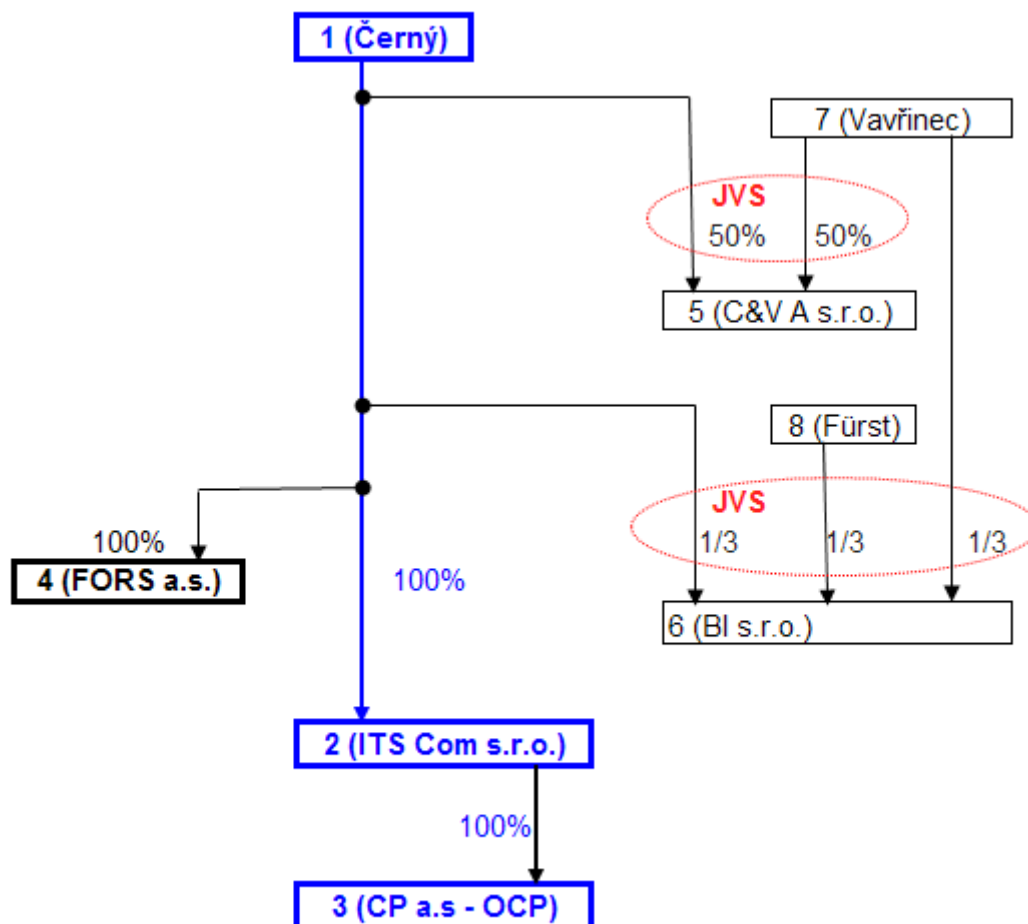 1 (Černý)
7 (Vavřinec)
JVS
50%
50%
5 (C&V A s.r.o.)
8 (Fürst)
JVS
100%
1/3
1/3
1/3
4 (FORS a.s.)
100%
6 (BI s.r.o.)
2 (ITS Com s.r.o.)
100%
3 (CP a.s - OCP)